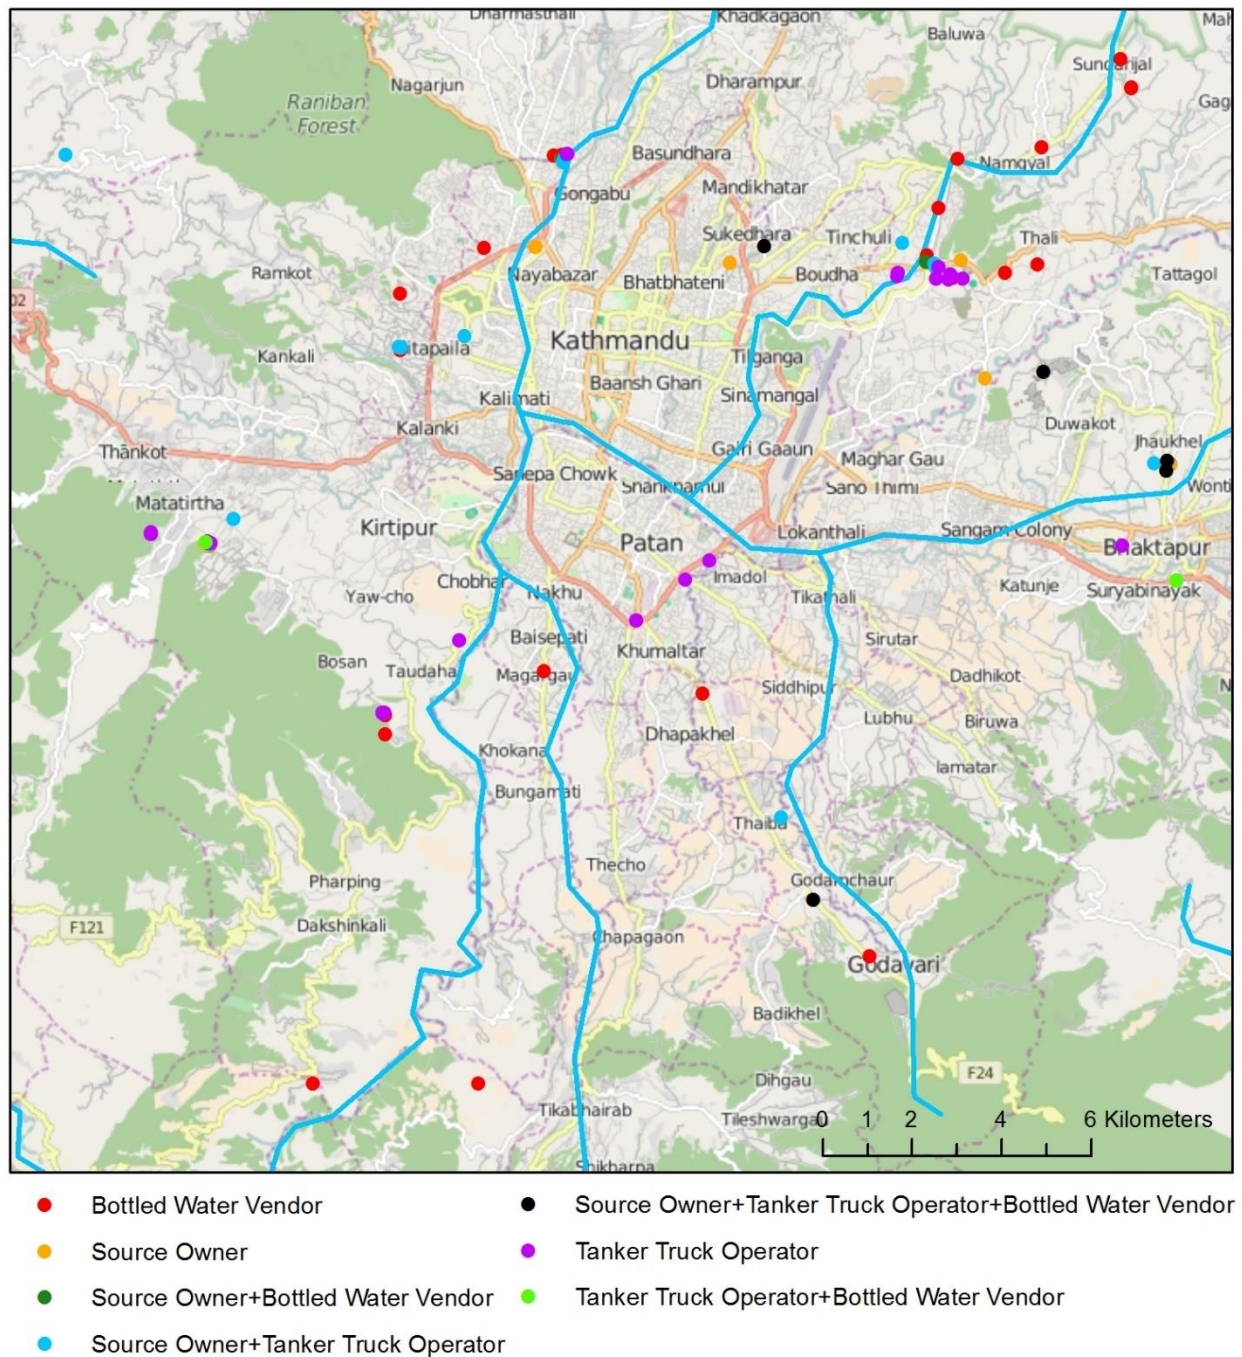 Dharmasthali
Khadkagaon
Baluwa
Nagarjun
Dharampur
Sundarijal
Raniban
Forest
Basundhara
Namgyal
Gongabu
Mandikhatar
Sukedhara
Tinchuli
Thali
Ramkot
Nayabazar
Bhatbhateni
Boudha
Tattagol
Kankali
Kathmandu
Tilganga
Baansh Ghari
Sinamangal
Kalimati
Kalanki
Duwakot
Jhaukhel
Thankot
Gairi Gaaun
Maghar Gau
Sanepa Chowk
Sano Thimi
Matatirtha
Kirtipur
Patan
Lokanthali
Sangam Colony
Bhaktapur
Chobhar
Nakhu
Imadol
Katunje
Suryabinayak
Yaw-cho
Tikathali
Baisepati
Khumaltar
Sirutar
Bosan
Taudaha
Magargau
Siddhipur
Dadhikot
Dhapakhel
Lubhu
Biruwa
Khokana
Bungamati
lamatar
Thaiba
Thecho
Pharping
Godamchaur
F121
Dakshinkali
Chapagaon
Godavari
Badikhel
F24
Dihgau
Tikabhairab
0 1 2 4 6 Kilometers
Bottled Water Vendor
Source Owner+Tanker Truck Operator+Bottled Water Vendor
Source Owner
Tanker Truck Operator
Source Owner+Bottled Water Vendor
Tanker Truck Operator+Bottled Water Vendor
Source Owner+Tanker Truck Operator